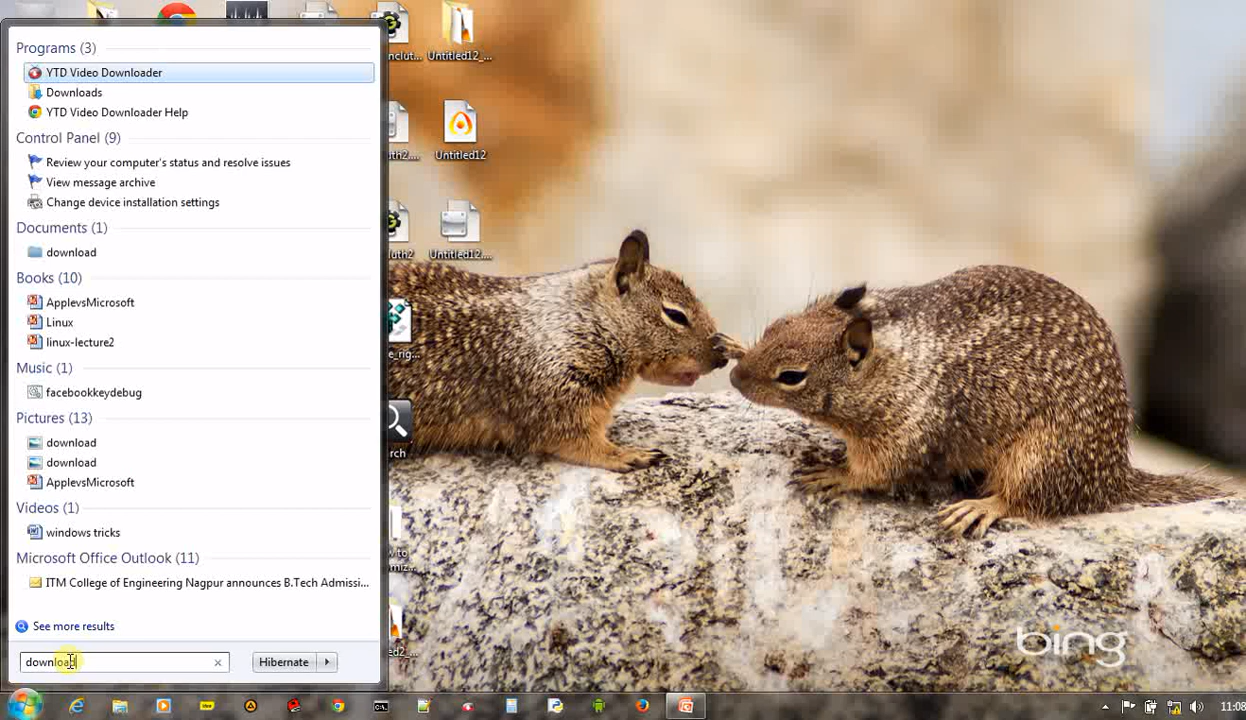 Programs (3)
YTD Video Downloader
Downloads
YTD Video Downloader Help
Control Panel (9)
Review your computer's status and resolve issues
View message archive
Change device installation settings
Documents (1)
download
Books (10)
ApplevsMicrosoft
Linux
linux-lecture2
Music (1)
facebookkeydebug
Pictures (13)
download
download
ApplevsMicrosoft
Videos (1)
windows tricks
Microsoft Office Outlook (11)
ITM College of Engineering Nagpur announces B.Tech Admissi...
See more results
download
Hibernate
Untitled12_...
Untitled12
Untitled12....
bing
11:08